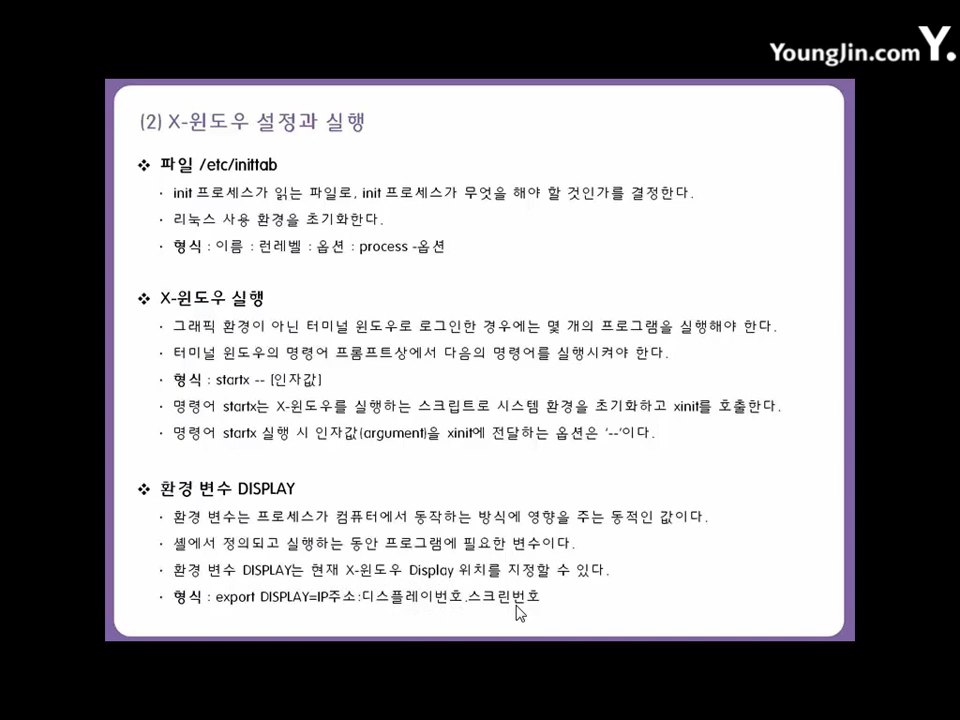 YoungJin.com Y.
(2) X-윈도우 설정과 실행
❖ 파일 /etc/inittab
· init 프로세스가 읽는 파일로, init 프로세스가 무엇을 해야 할 것인가를 결정한다.
· 리눅스 사용 환경을 초기화한다.
· 형식 : 이름 : 런레벨 : 옵션 : process -옵션
❖ X-윈도우 실행
· 그래픽 환경이 아닌 터미널 윈도우로 로그인한 경우에는 몇 개의 프로그램을 실행해야 한다.
· 터미널 윈도우의 명령어 프롬프트상에서 다음의 명령어를 실행시켜야 한다.
· 형식 : startx -- [인자값]
· 명령어 startx는 X-윈도우를 실행하는 스크립트로 시스템 환경을 초기화하고 xinit를 호출한다.
· 명령어 startx 실행 시 인자값(argument)을 xinit에 전달하는 옵션은 ‘--’이다.
❖ 환경 변수 DISPLAY
· 환경 변수는 프로세스가 컴퓨터에서 동작하는 방식에 영향을 주는 동적인 값이다.
· 셸에서 정의되고 실행하는 동안 프로그램에 필요한 변수이다.
· 환경 변수 DISPLAY는 현재 X-윈도우 Display 위치를 지정할 수 있다.
· 형식 : export DISPLAY=IP주소:디스플레이번호.스크린번호